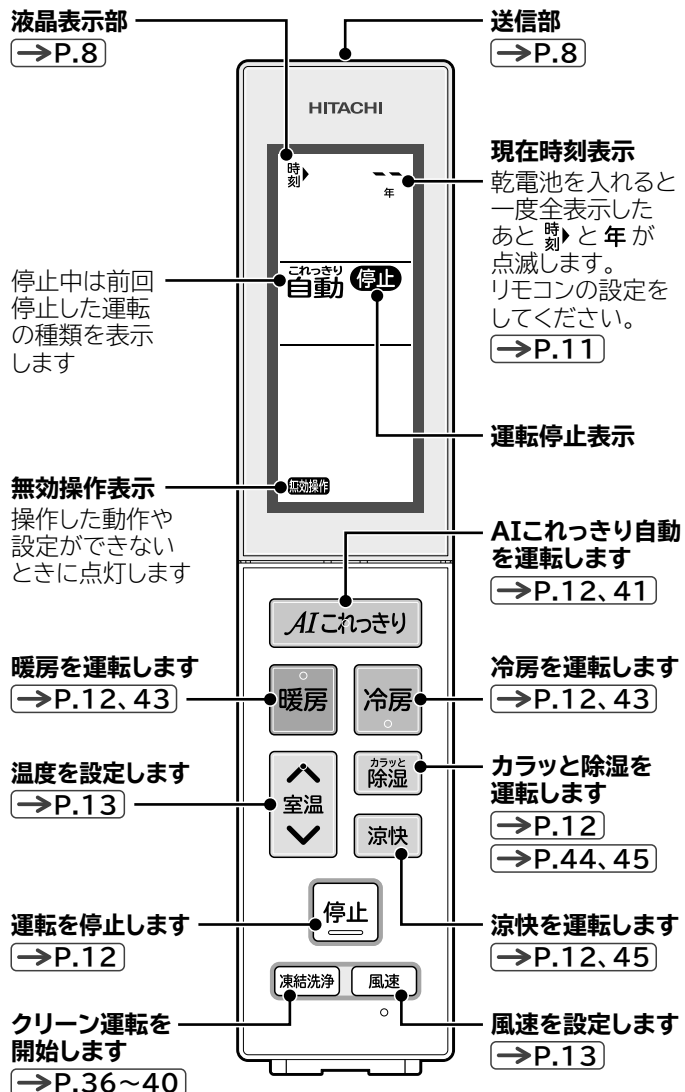 液晶表示部
→P.8
送信部
→P.8
HITACHI
時刻
--
年
現在時刻表示
乾電池を入れると
一度全表示した
あと 時刻 と 年 が
点滅します。
リモコンの設定を
してください。
→P.11
停止中は前回
停止した運転
の種類を表示
します
これっきり
自動 停止
運転停止表示
無効操作表示
操作した動作や
設定ができない
ときに点灯します
無効操作
AIこれっきり自動
を運転します
→P.12、41
AIこれっきり
暖房を運転します
→P.12、43
暖房
冷房
冷房を運転します
→P.12、43
温度を設定します
→P.13
室温
カラッと
除湿
涼快
カラッと除湿を
運転します
→P.12
→P.44、45
運転を停止します
→P.12
停止
涼快を運転します
→P.12、45
凍結洗浄
風速
クリーン運転を
開始します
→P.36～40
風速を設定します
→P.13